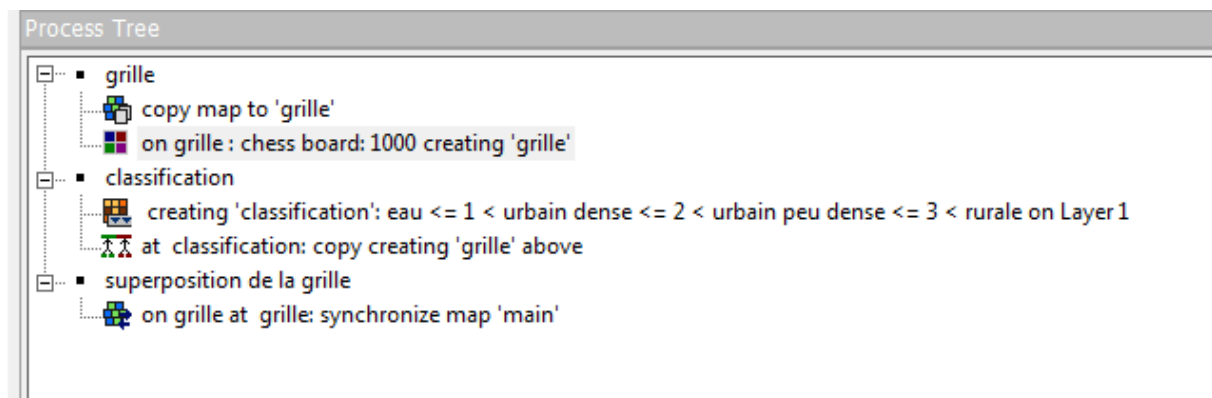 Process Tree
grille
copy map to 'grille'
on grille : chess board: 1000 creating 'grille'
classification
creating 'classification': eau <= 1 < urbain dense <= 2 < urbain peu dense <= 3 < rurale on Layer 1
at classification: copy creating 'grille' above
superposition de la grille
on grille at grille: synchronize map 'main'